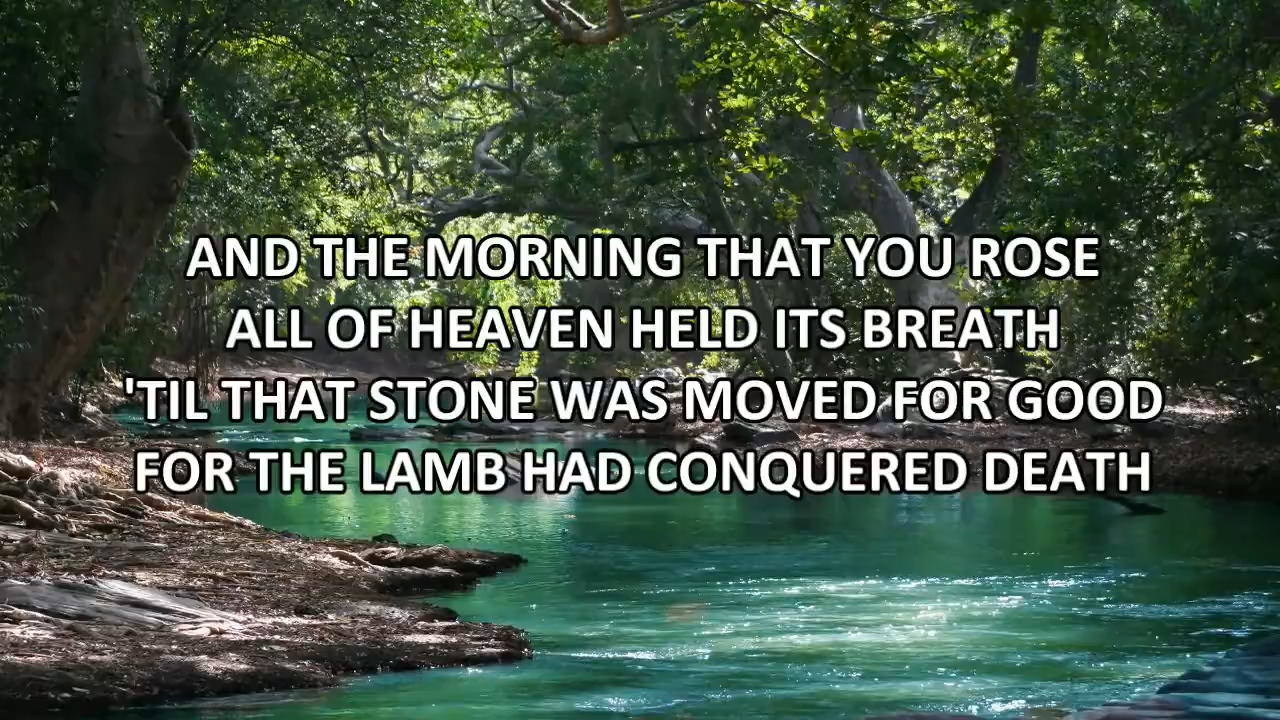 AND THE MORNING THAT YOU ROSE
ALL OF HEAVEN HELD ITS BREATH
'TIL THAT STONE WAS MOVED FOR GOOD
FOR THE LAMB HAD CONQUERED DEATH